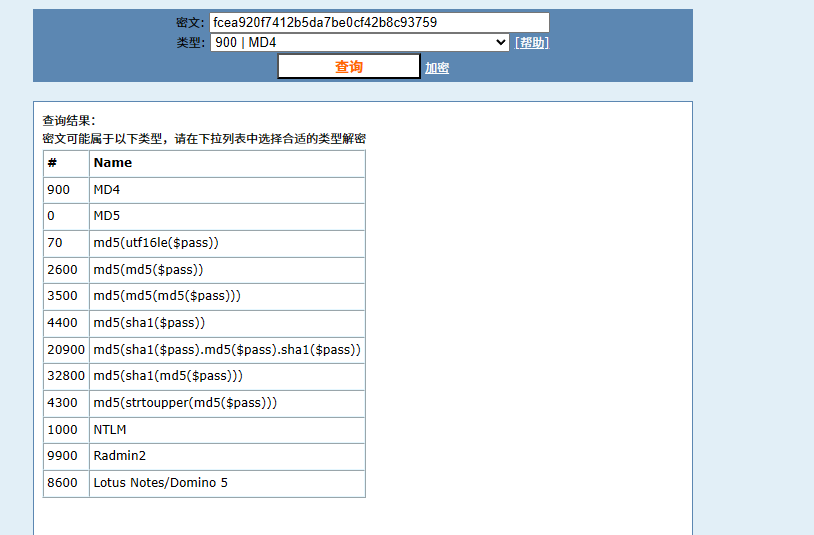 密文: fcea920f7412b5da7be0cf42b8c93759
类型: 900 | MD4 [帮助]
查询 加密
查询结果:
密文可能属于以下类型，请在下拉列表中选择合适的类型解密
# Name
900 MD4
0 MD5
70 md5(utf16le($pass))
2600 md5(md5($pass))
3500 md5(md5(md5($pass)))
4400 md5(sha1($pass))
20900 md5(sha1($pass).md5($pass).sha1($pass))
32800 md5(sha1(md5($pass)))
4300 md5(strtoupper(md5($pass)))
1000 NTLM
9900 Radmin2
8600 Lotus Notes/Domino 5